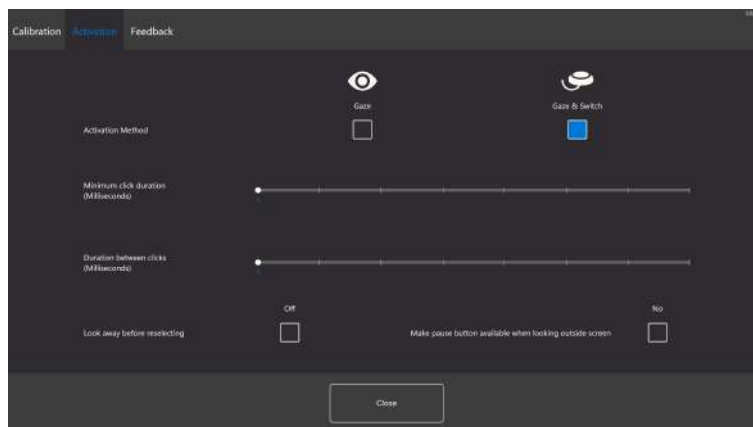 Calibration Activation Feedback
Gaze
Gaze & Switch
Activation Method
Minimum click duration
(Milliseconds)
Duration between clicks
(Milliseconds)
Off
No
Look away before reselecting
Make pause button available when looking outside screen
Close